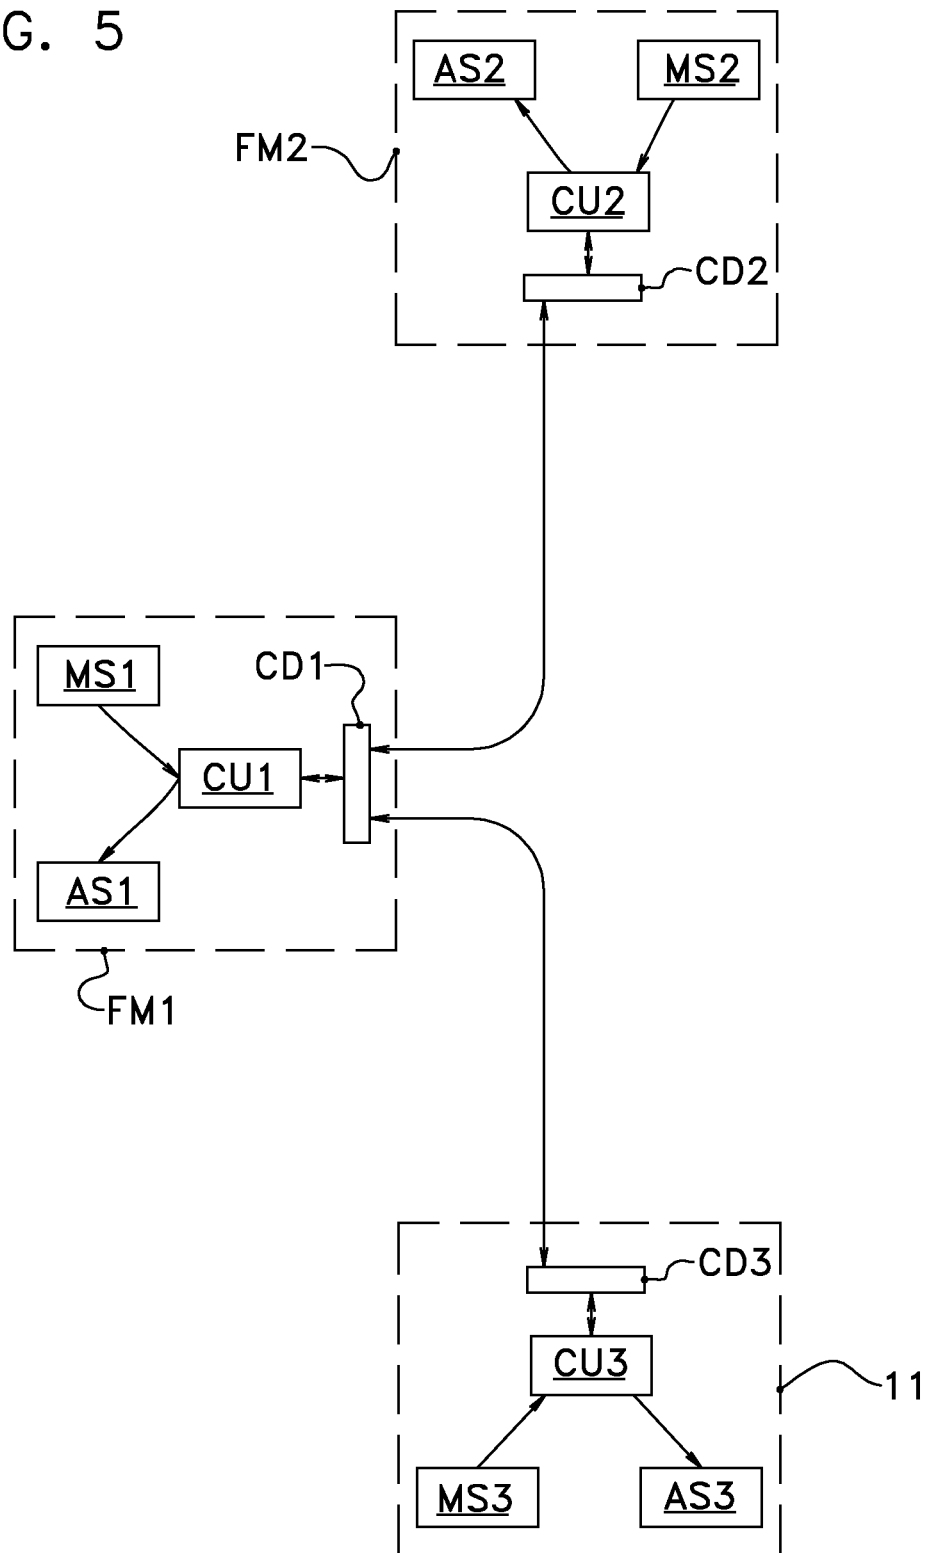 G. 5
AS2
MS2
FM2
CU2
CD2
MS1
CD1
CU1
AS1
FM1
CD3
CU3
11
MS3
AS3